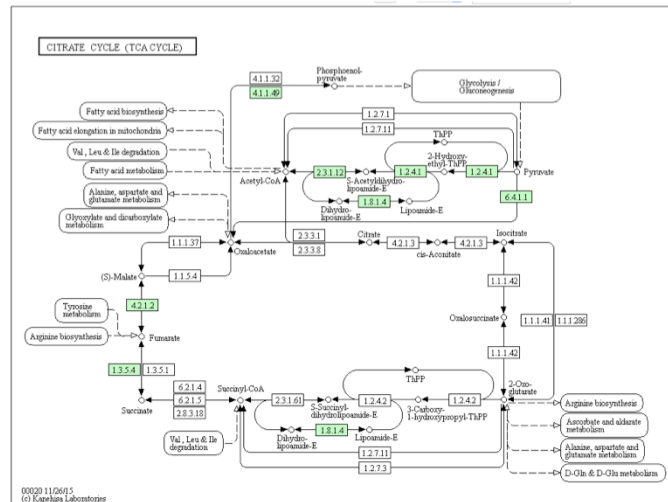 CITRATE CYCLE (TCA CYCLE)
4.1.1.32
4.1.1.49
Phosphoenol-
pyruvate
Glycolysis /
Gluconeogenesis
Fatty acid biosynthesis
Fatty acid elongation in mitochondria
Val, Leu & Ile degradation
Fatty acid metabolism
Alanine, aspartate and
glutamate metabolism
Glyoxylate and dicarboxylate
metabolism
1.2.7.1
1.2.7.11
ThPP
2-Hydroxy-
ethyl-ThPP
Acetyl-CoA
2.3.1.12
S-Acetyldihydro-
lipoamide-E
1.2.4.1
1.2.4.1
Pyruvate
1.8.1.4
Dihydro-
lipoamide-E
Lipoamide-E
6.4.1.1
1.1.1.37
Oxaloacetate
2.3.3.1
2.3.3.8
Citrate
4.2.1.3
cis-Aconitate
4.2.1.3
Isocitrate
(S)-Malate
1.1.5.4
1.1.1.42
Oxalosuccinate
1.1.1.41
1.1.1.286
1.1.1.42
4.2.1.2
Tyrosine
metabolism
Arginine biosynthesis
Fumarate
1.3.5.4
1.3.5.1
Succinate
6.2.1.4
6.2.1.5
2.8.3.18
Succinyl-CoA
2.3.1.61
S-Succinyl-
dihydrolipoamide-E
ThPP
1.2.4.2
3-Carboxy-
1-hydroxypropyl-ThPP
1.2.4.2
2-Oxo-
glutarate
1.8.1.4
Dihydro-
lipoamide-E
Lipoamide-E
Val, Leu & Ile
degradation
1.2.7.11
1.2.7.3
Arginine biosynthesis
Ascorbate and aldarate
metabolism
Alanine, aspartate and
glutamate metabolism
D-Gln & D-Glu metabolism
00020 11/26/15
(c) Kanehisa Laboratories